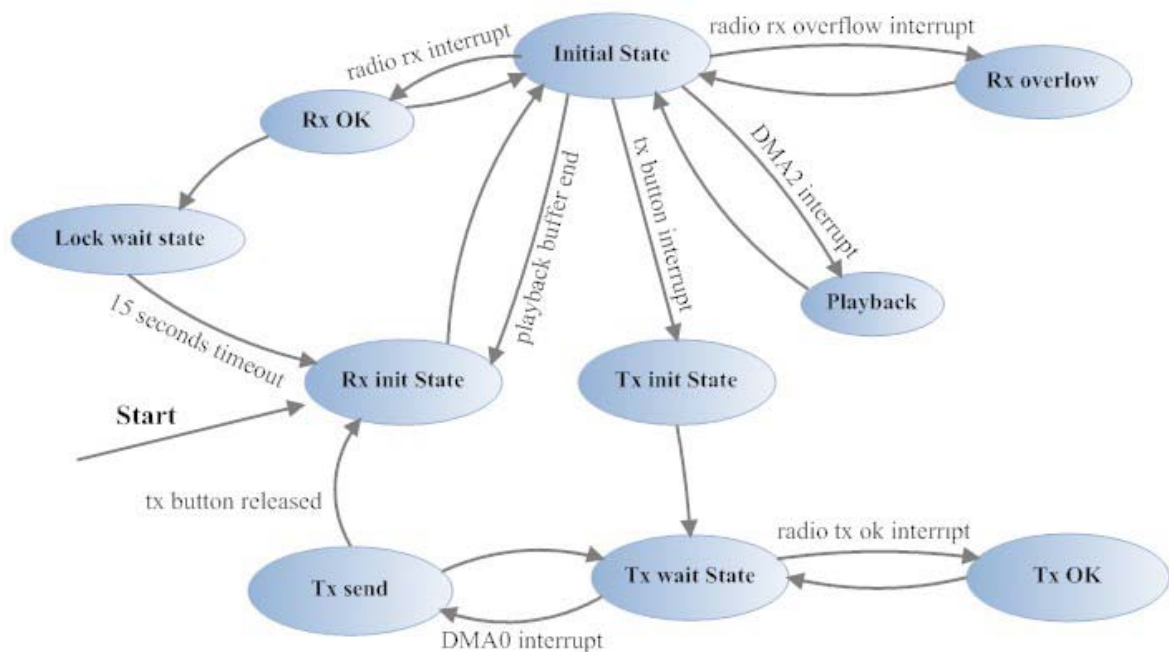 radio rx interrupt
Initial State
radio rx overflow interrupt
Rx overlow
Rx OK
DMA2 interrupt
tx button interrupt
playback buffer end
Lock wait state
15 seconds timeout
Playback
Rx init State
Tx init State
Start
tx button released
radio tx ok interrupt
Tx send
Tx wait State
Tx OK
DMA0 interrupt